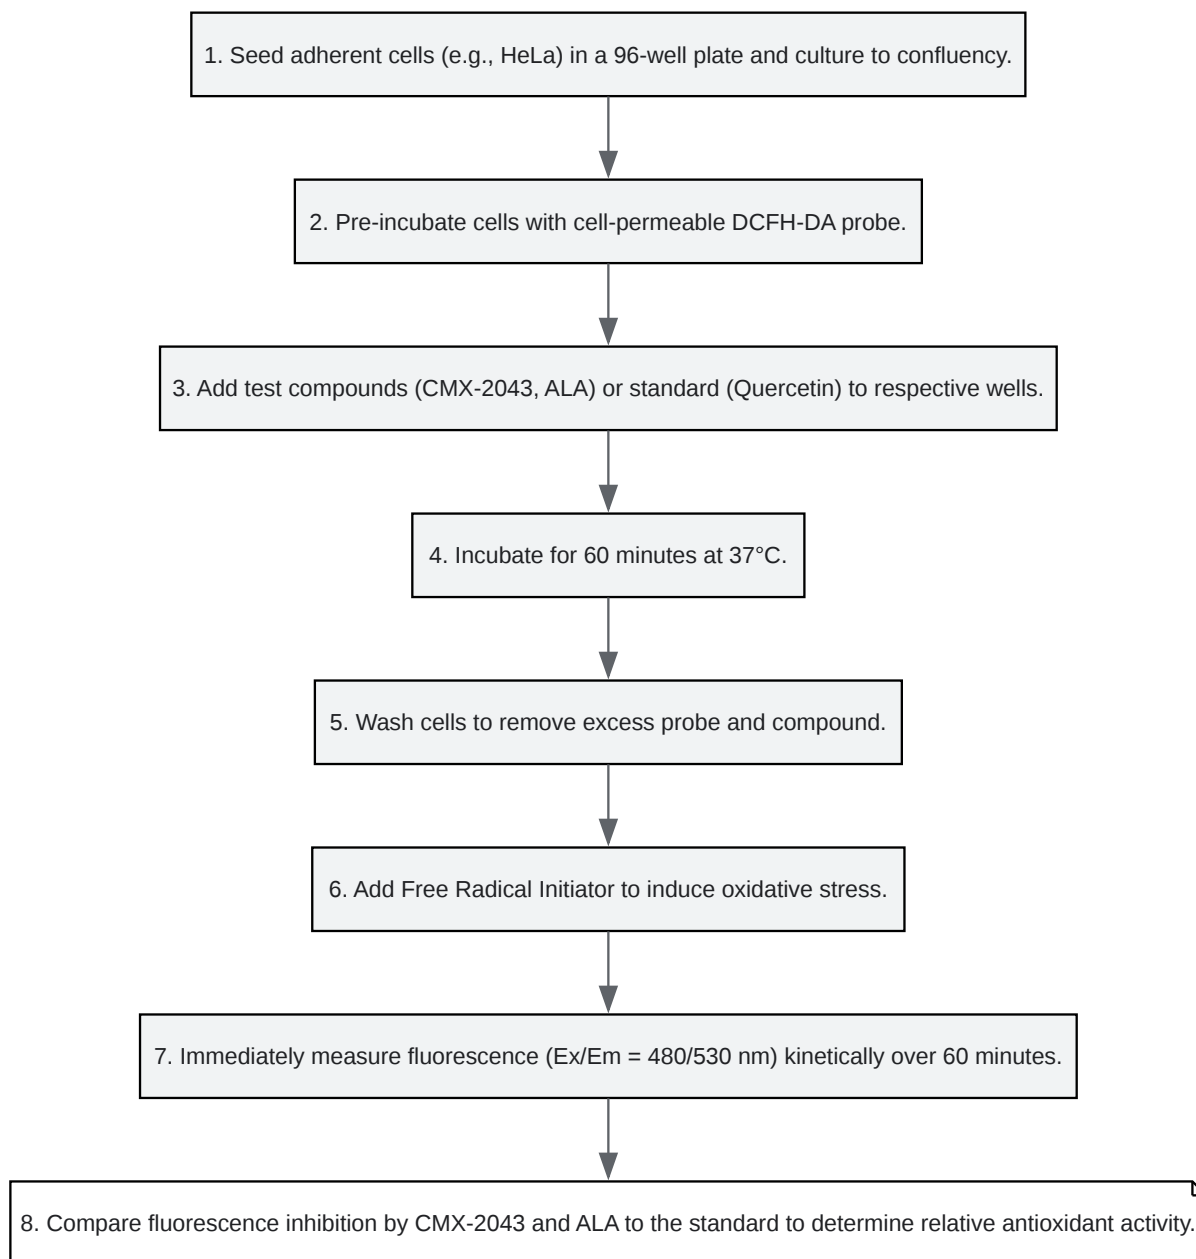 1. Seed adherent cells (e.g., HeLa) in a 96-well plate and culture to confluency.
2. Pre-incubate cells with cell-permeable DCFH-DA probe.
3. Add test compounds (CMX-2043, ALA) or standard (Quercetin) to respective wells.
4. Incubate for 60 minutes at 37°C.
5. Wash cells to remove excess probe and compound.
6. Add Free Radical Initiator to induce oxidative stress.
7. Immediately measure fluorescence (Ex/Em = 480/530 nm) kinetically over 60 minutes.
8. Compare fluorescence inhibition by CMX-2043 and ALA to the standard to determine relative antioxidant activity.